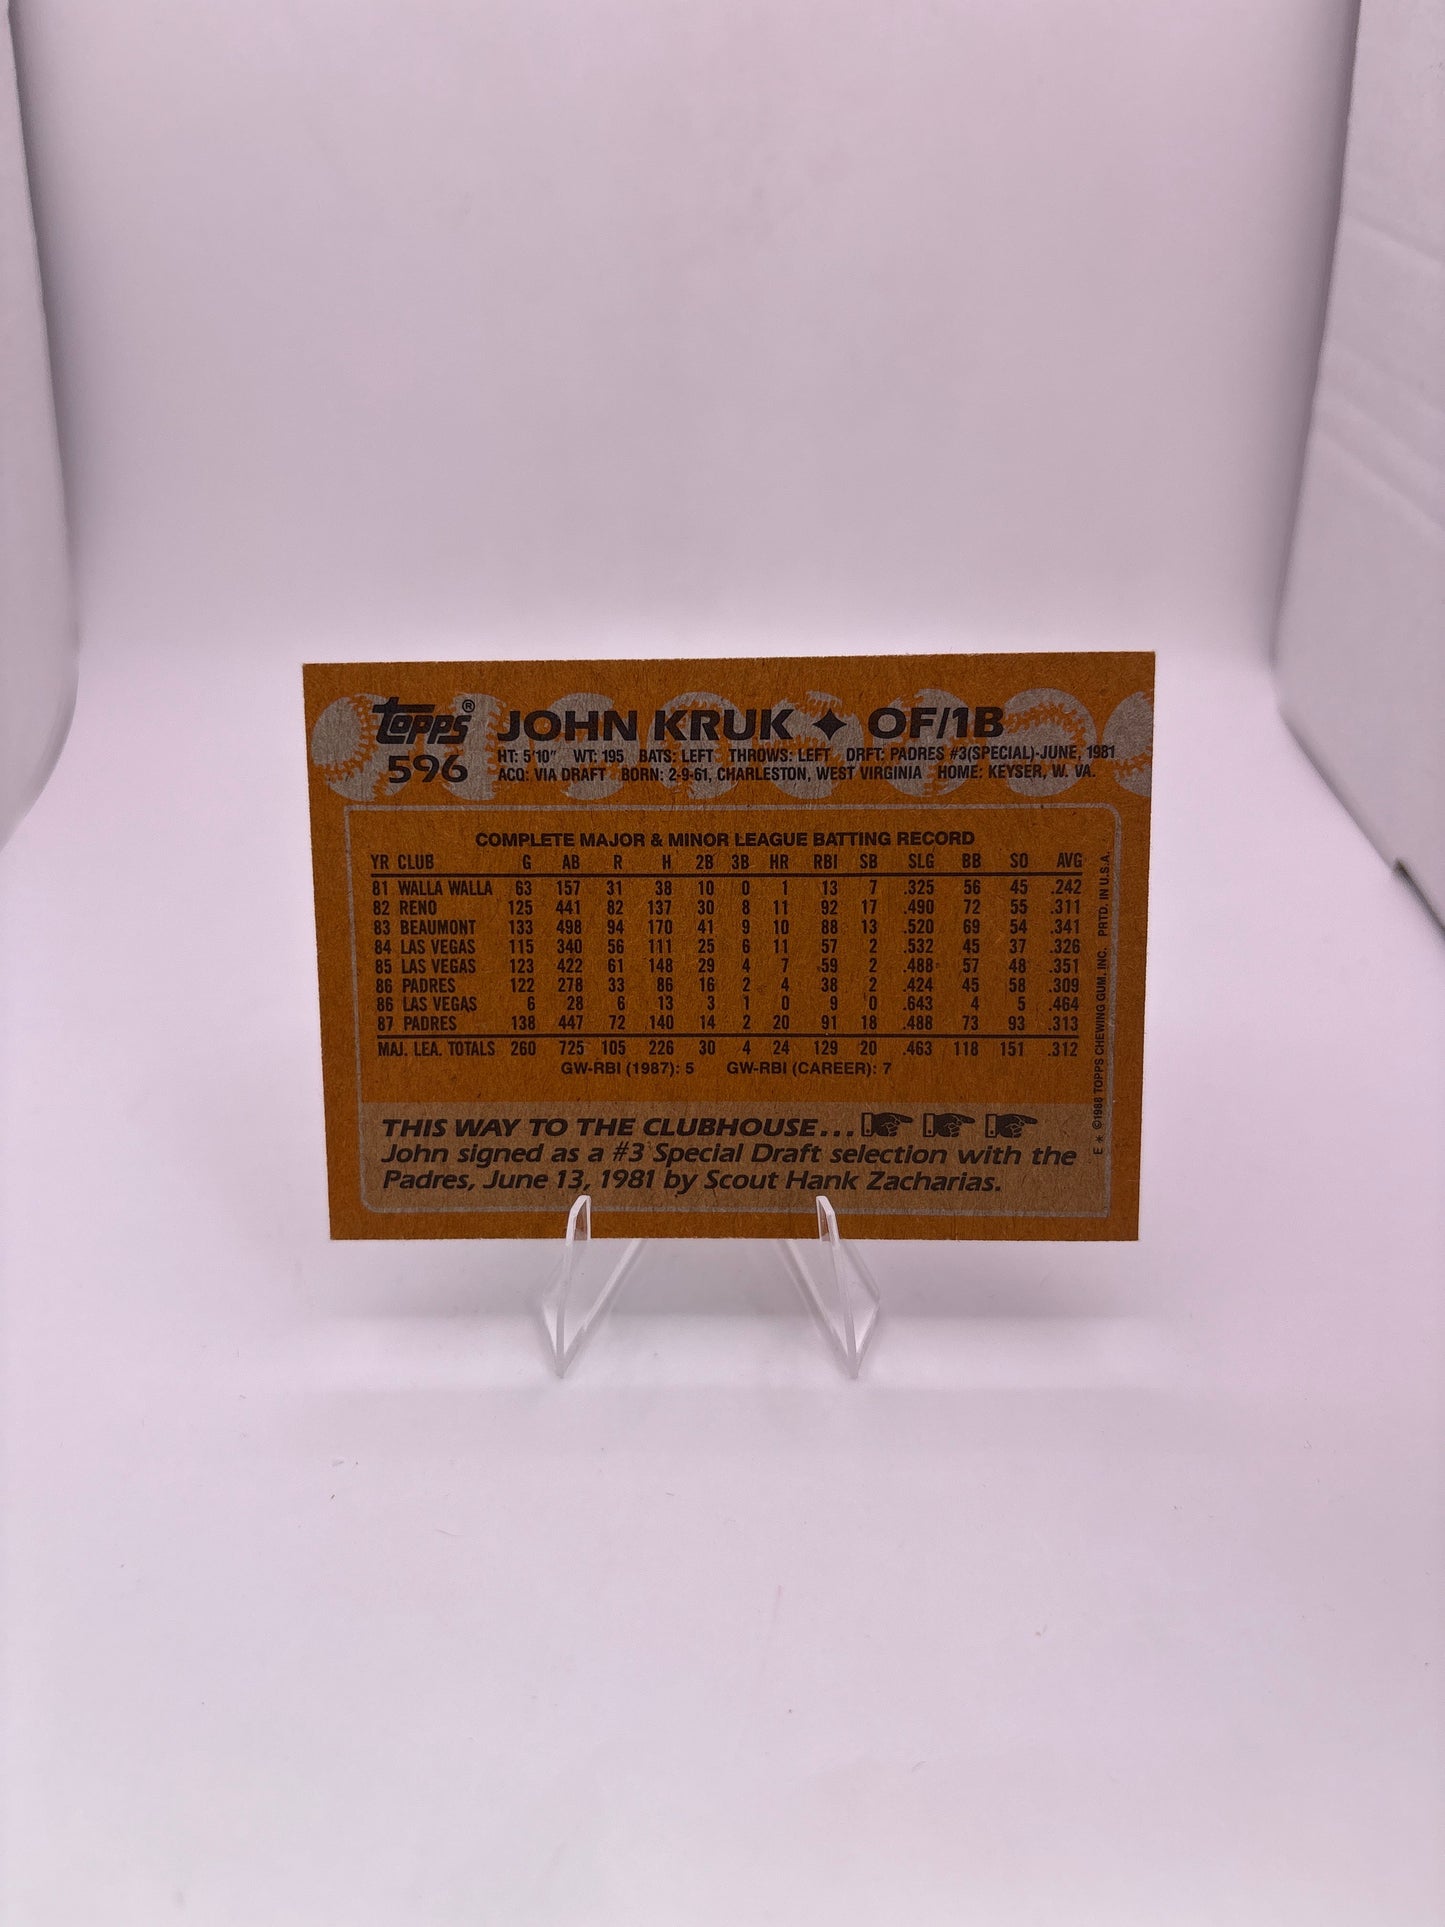 Topps® JOHN KRUK ✦ OF/1B
596 HT: 5'10" WT: 195 BATS: LEFT THROWS: LEFT DRFT: PADRES #3(SPECIAL)-JUNE, 1981
ACQ: VIA DRAFT BORN: 2-9-61, CHARLESTON, WEST VIRGINIA HOME: KEYSER, W. VA.
COMPLETE MAJOR & MINOR LEAGUE BATTING RECORD
YR CLUB G AB R H 2B 3B HR RBI SB SLG BB SO AVG
81 WALLA WALLA 63 157 31 38 10 0 1 13 7 .325 56 45 .242
82 RENO 125 441 82 137 30 8 11 92 17 .490 72 55 .311
83 BEAUMONT 133 498 94 170 41 9 10 88 13 .520 69 54 .341
84 LAS VEGAS 115 340 56 111 25 6 11 57 2 .532 45 37 .326
85 LAS VEGAS 123 422 61 148 29 4 7 59 2 .488 57 48 .351
86 PADRES 122 278 33 86 16 2 4 38 2 .424 45 58 .309
86 LAS VEGAS 6 28 6 13 3 1 0 9 0 .643 4 5 .464
87 PADRES 138 447 72 140 14 2 20 91 18 .488 73 93 .313
MAJ. LEA. TOTALS 260 725 105 226 30 4 24 129 20 .463 118 151 .312
GW-RBI (1987): 5 GW-RBI (CAREER): 7
THIS WAY TO THE CLUBHOUSE...
John signed as a #3 Special Draft selection with the
Padres, June 13, 1981 by Scout Hank Zacharias.
E * ©1988 TOPPS CHEWING GUM, INC. PRTD. IN U.S.A.